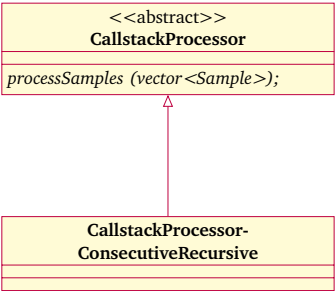 <<abstract>>
CallstackProcessor
processSamples (vector<Sample>);
CallstackProcessor-
ConsecutiveRecursive